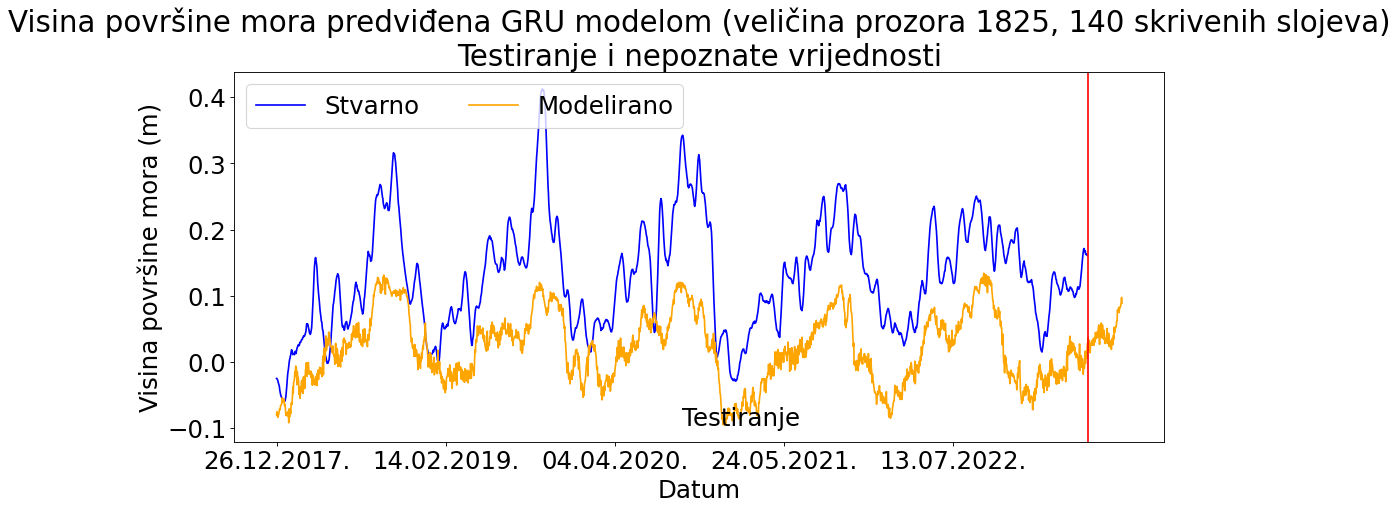 Visina površine mora predviđena GRU modelom (veličina prozora 1825, 140 skrivenih slojeva)
Testiranje i nepoznate vrijednosti
Stvarno
Modelirano
Visina površine mora (m)
0.4
0.3
0.2
0.1
0.0
−0.1
Testiranje
26.12.2017.
14.02.2019.
04.04.2020.
24.05.2021.
13.07.2022.
Datum